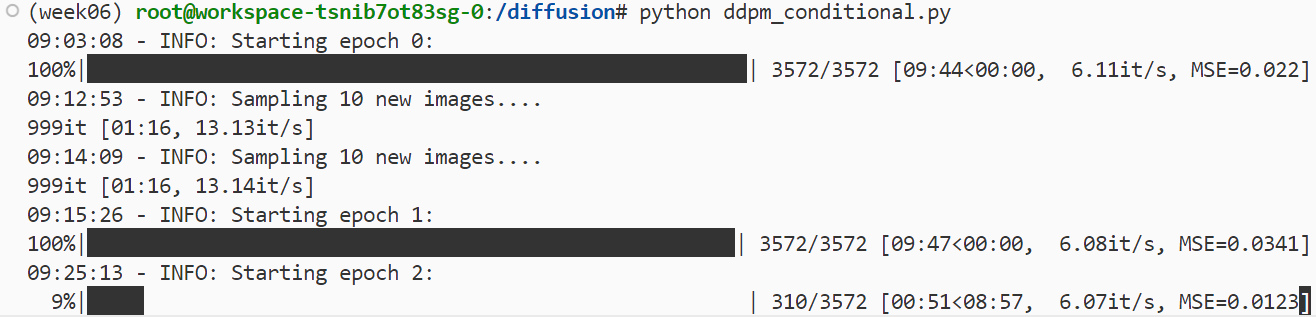 (week06) root@workspace-tsnib7ot83sg-0:/diffusion# python ddpm_conditional.py
09:03:08 - INFO: Starting epoch 0:
100%| | 3572/3572 [09:44<00:00,  6.11it/s, MSE=0.022]
09:12:53 - INFO: Sampling 10 new images....
999it [01:16, 13.13it/s]
09:14:09 - INFO: Sampling 10 new images....
999it [01:16, 13.14it/s]
09:15:26 - INFO: Starting epoch 1:
100%| | 3572/3572 [09:47<00:00,  6.08it/s, MSE=0.0341]
09:25:13 - INFO: Starting epoch 2:
9%| | 310/3572 [00:51<08:57,  6.07it/s, MSE=0.0123]